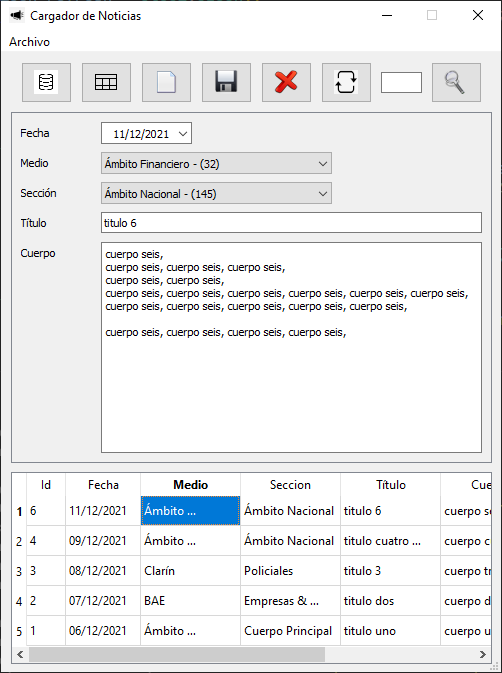 Cargador de Noticias
Archivo
Fecha 11/12/2021
Medio Ámbito Financiero - (32)
Sección Ámbito Nacional - (145)
Título titulo 6
Cuerpo cuerpo seis,
cuerpo seis, cuerpo seis, cuerpo seis,
cuerpo seis, cuerpo seis,
cuerpo seis, cuerpo seis, cuerpo seis, cuerpo seis, cuerpo seis, cuerpo seis,
cuerpo seis, cuerpo seis, cuerpo seis, cuerpo seis, cuerpo seis,
cuerpo seis, cuerpo seis, cuerpo seis, cuerpo seis,
Id Fecha Medio Seccion Título Cue
1 6 11/12/2021 Ámbito ... Ámbito Nacional titulo 6 cuerpo se
2 4 09/12/2021 Ámbito ... Ámbito Nacional titulo cuatro ... cuerpo c
3 3 08/12/2021 Clarín Policiales titulo 3 cuerpo tr
4 2 07/12/2021 BAE Empresas & ... titulo dos cuerpo d
5 1 06/12/2021 Ámbito ... Cuerpo Principal titulo uno cuerpo u